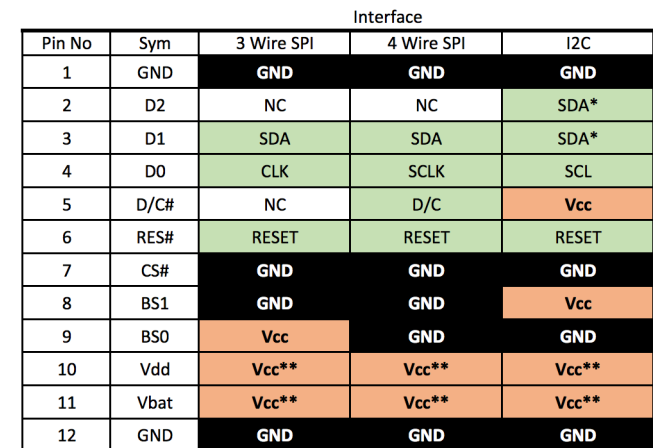 Interface
Pin No Sym 3 Wire SPI 4 Wire SPI I2C
1 GND GND GND GND
2 D2 NC NC SDA*
3 D1 SDA SDA SDA*
4 D0 CLK SCLK SCL
5 D/C# NC D/C Vcc
6 RES# RESET RESET RESET
7 CS# GND GND GND
8 BS1 GND GND Vcc
9 BS0 Vcc GND GND
10 Vdd Vcc** Vcc** Vcc**
11 Vbat Vcc** Vcc** Vcc**
12 GND GND GND GND